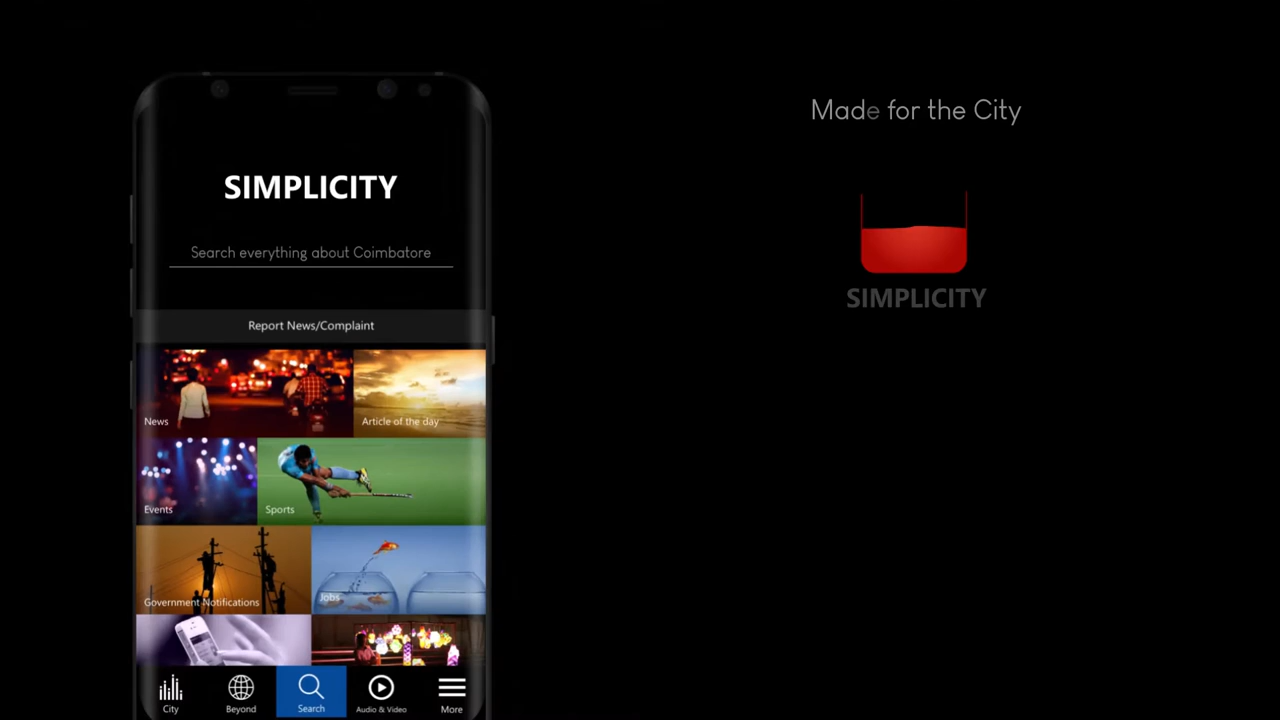 SIMPLICITY
Search everything about Coimbatore
Report News/Complaint
News
Article of the day
Events
Sports
Government Notifications
Jobs
City
Beyond
Search
Audio & Video
More
Made for the City
SIMPLICITY